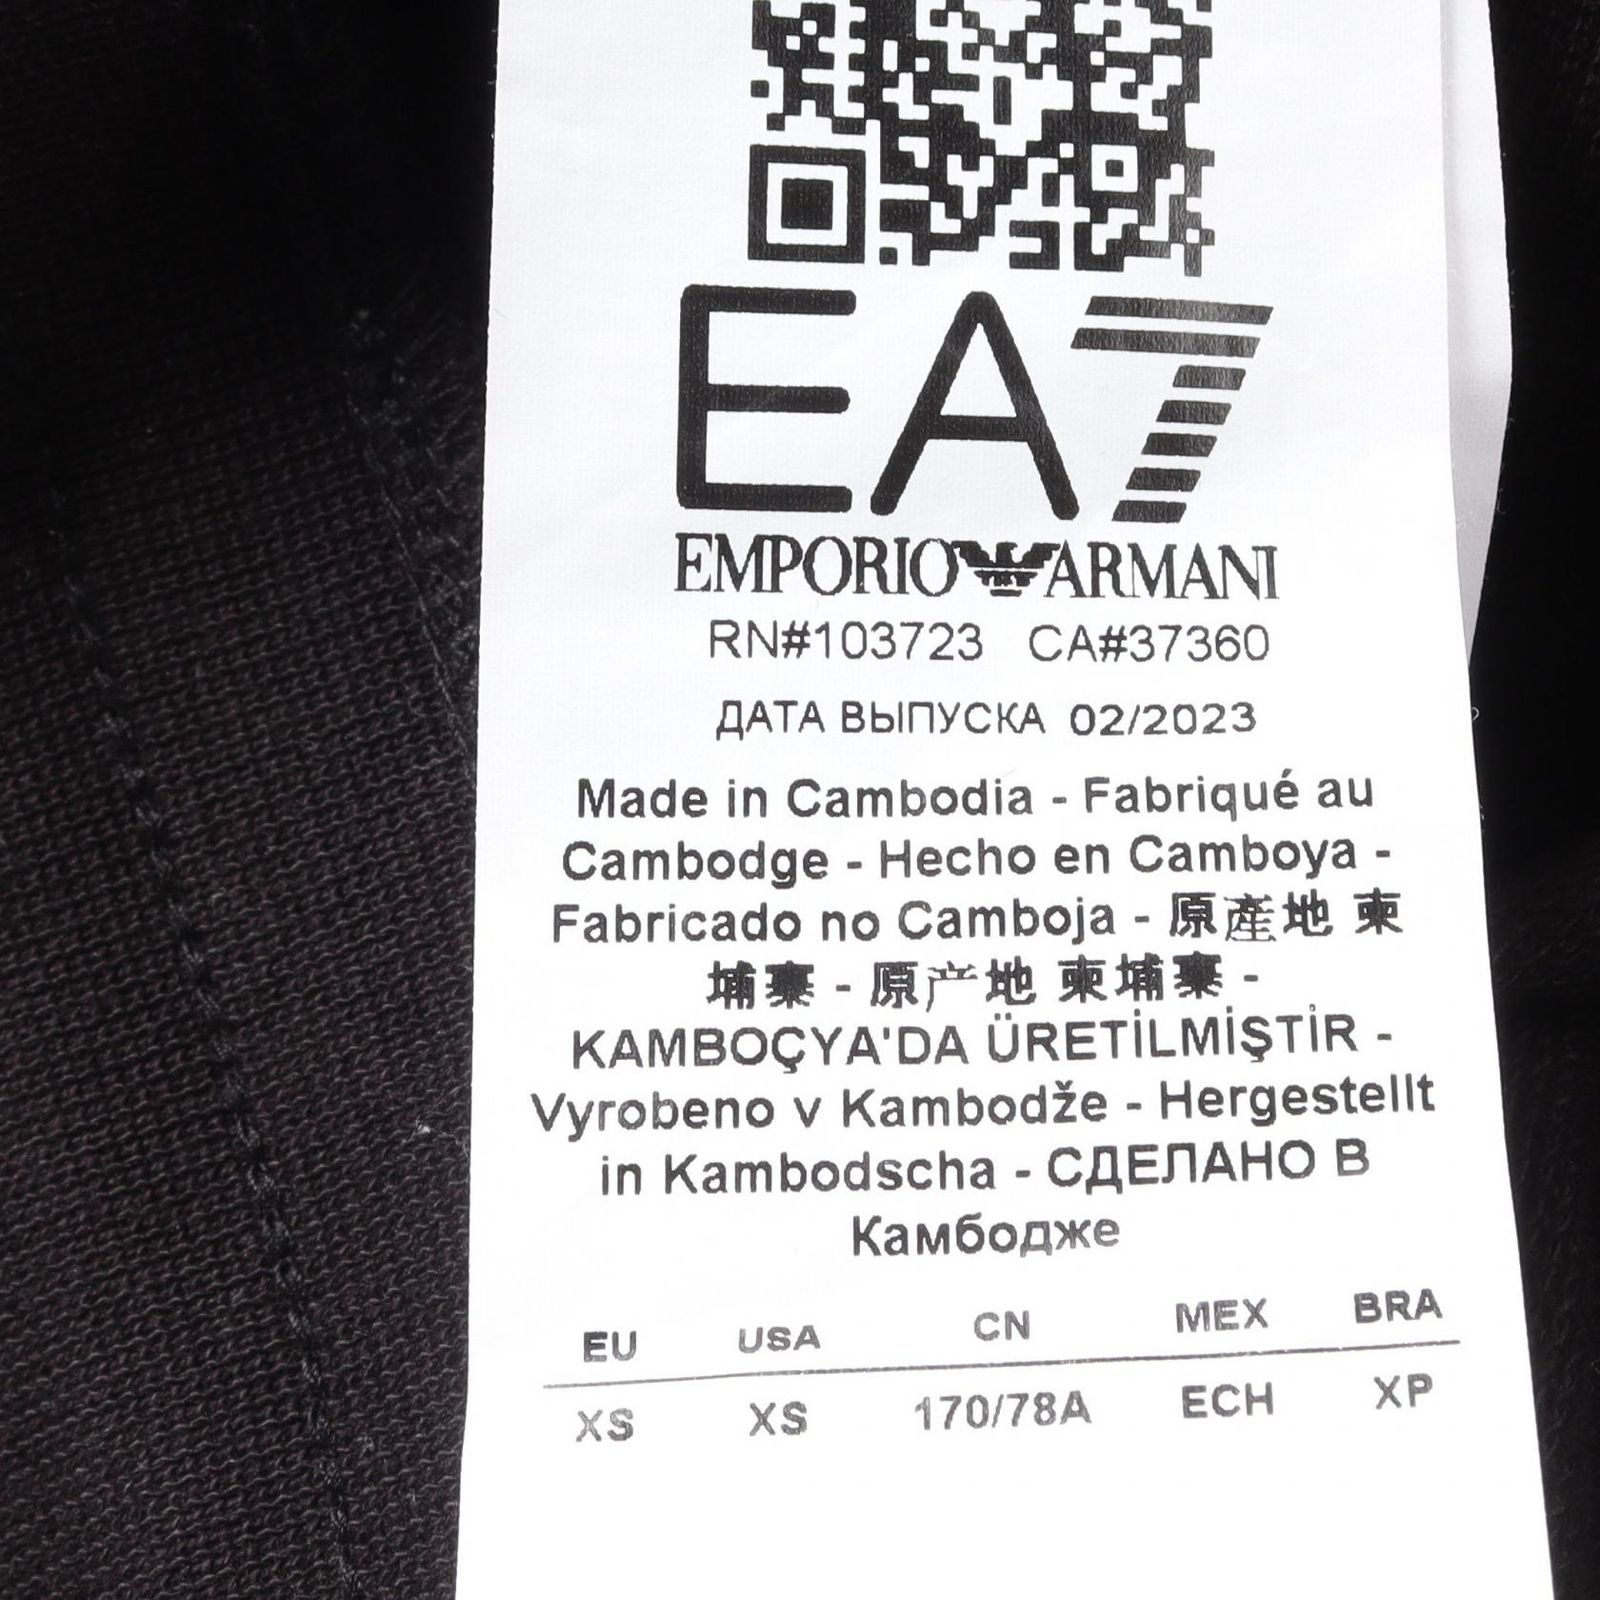 EA7
EMPORIO ARMANI
RN#103723 CA#37360
ДАТА ВЫПУСКА 02/2023
Made in Cambodia - Fabriqué au
Cambodge - Hecho en Camboya -
Fabricado no Camboja - 原產地 柬
埔寨 - 原产地 柬埔寨 -
KAMBOÇYA'DA ÜRETİLMİŞTİR -
Vyrobeno v Kambodže - Hergestellt
in Kambodscha - СДЕЛАНО В
Камбодже
EU USA CN MEX BRA
XS XS 170/78A ECH XP